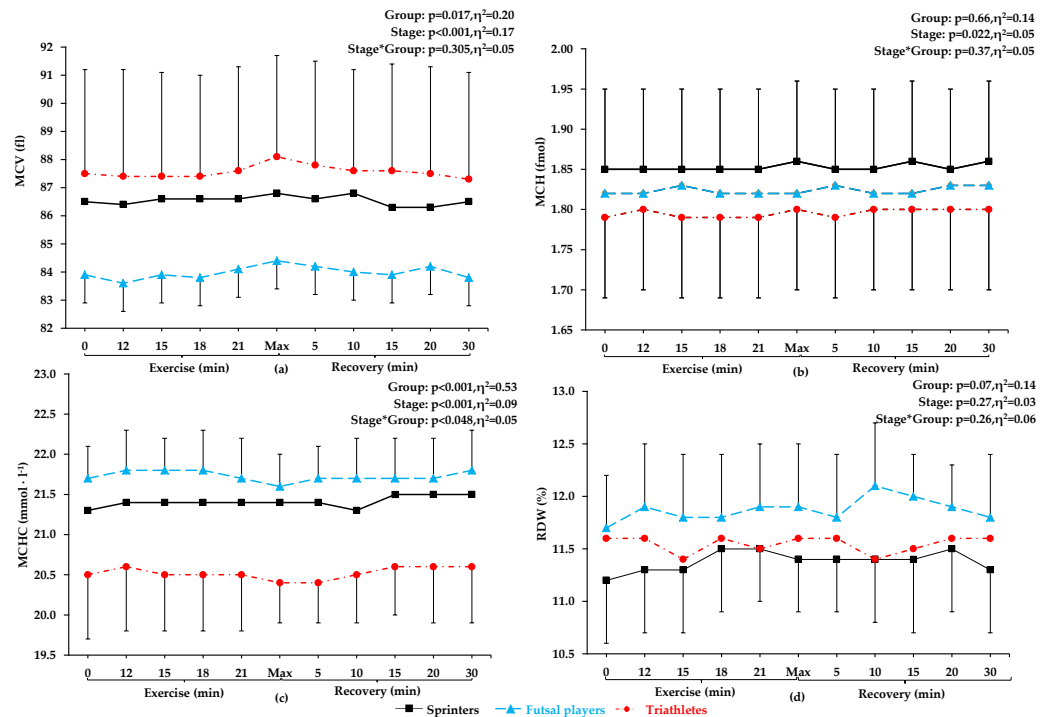 Group: p=0.017,η²=0.20
Stage: p<0.001,η²=0.17
Stage*Group: p=0.305,η²=0.05
92
91
90
89
88
87
86
85
84
83
82
MCV (fl)
0 12 15 18 21 Max 5 10 15 20 30
Exercise (min) (a) Recovery (min)
Group: p=0.66,η²=0.14
Stage: p=0.022,η²=0.05
Stage*Group: p=0.37,η²=0.05
2.00
1.95
1.90
1.85
1.80
1.75
1.70
1.65
MCH (fmol)
0 12 15 18 21 Max 5 10 15 20 30
Exercise (min) (b) Recovery (min)
Group: p<0.001,η²=0.53
Stage: p<0.001,η²=0.09
Stage*Group: p<0.048,η²=0.05
23.0
22.5
22.0
21.5
21.0
20.5
20.0
19.5
MCHC (mmol · l⁻¹)
0 12 15 18 21 Max 5 10 15 20 30
Exercise (min) (c) Recovery (min)
Group: p=0.07,η²=0.14
Stage: p=0.27,η²=0.03
Stage*Group: p=0.26,η²=0.06
13.0
12.5
12.0
11.5
11.0
10.5
RDW (%)
0 12 15 18 21 Max 5 10 15 20 30
Exercise (min) (d) Recovery (min)
Sprinters Futsal players Triathletes